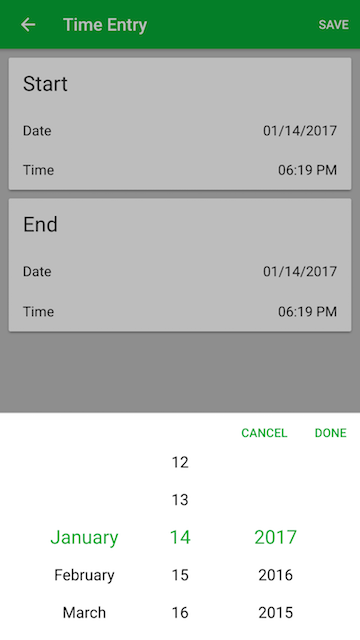 Time Entry SAVE
Start
Date 01/14/2017
Time 06:19 PM
End
Date 01/14/2017
Time 06:19 PM
CANCEL DONE
12
13
January 14 2017
February 15 2016
March 16 2015